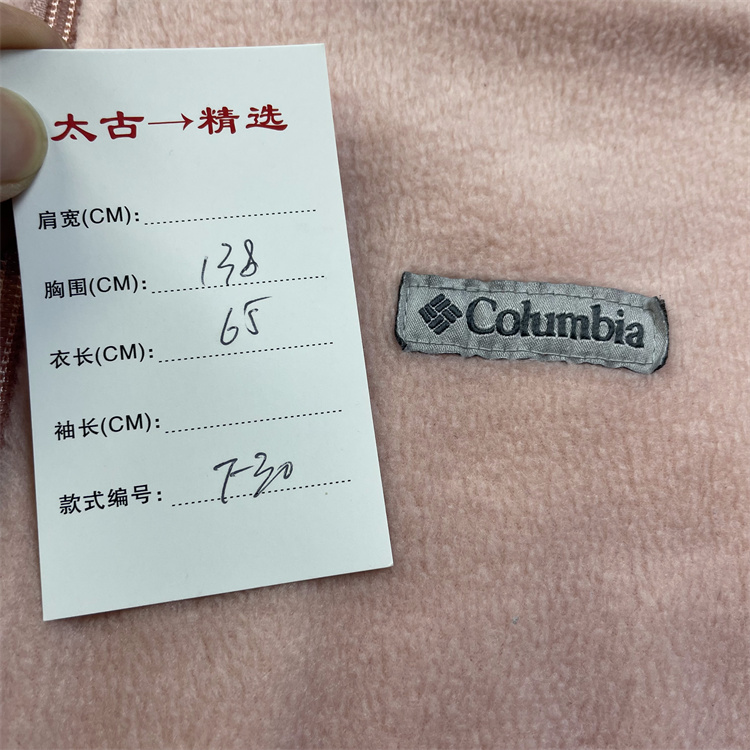 太古→精选
肩宽(CM):
胸围(CM): 138
衣长(CM): 65
袖长(CM):
款式编号: 7-30
Columbia